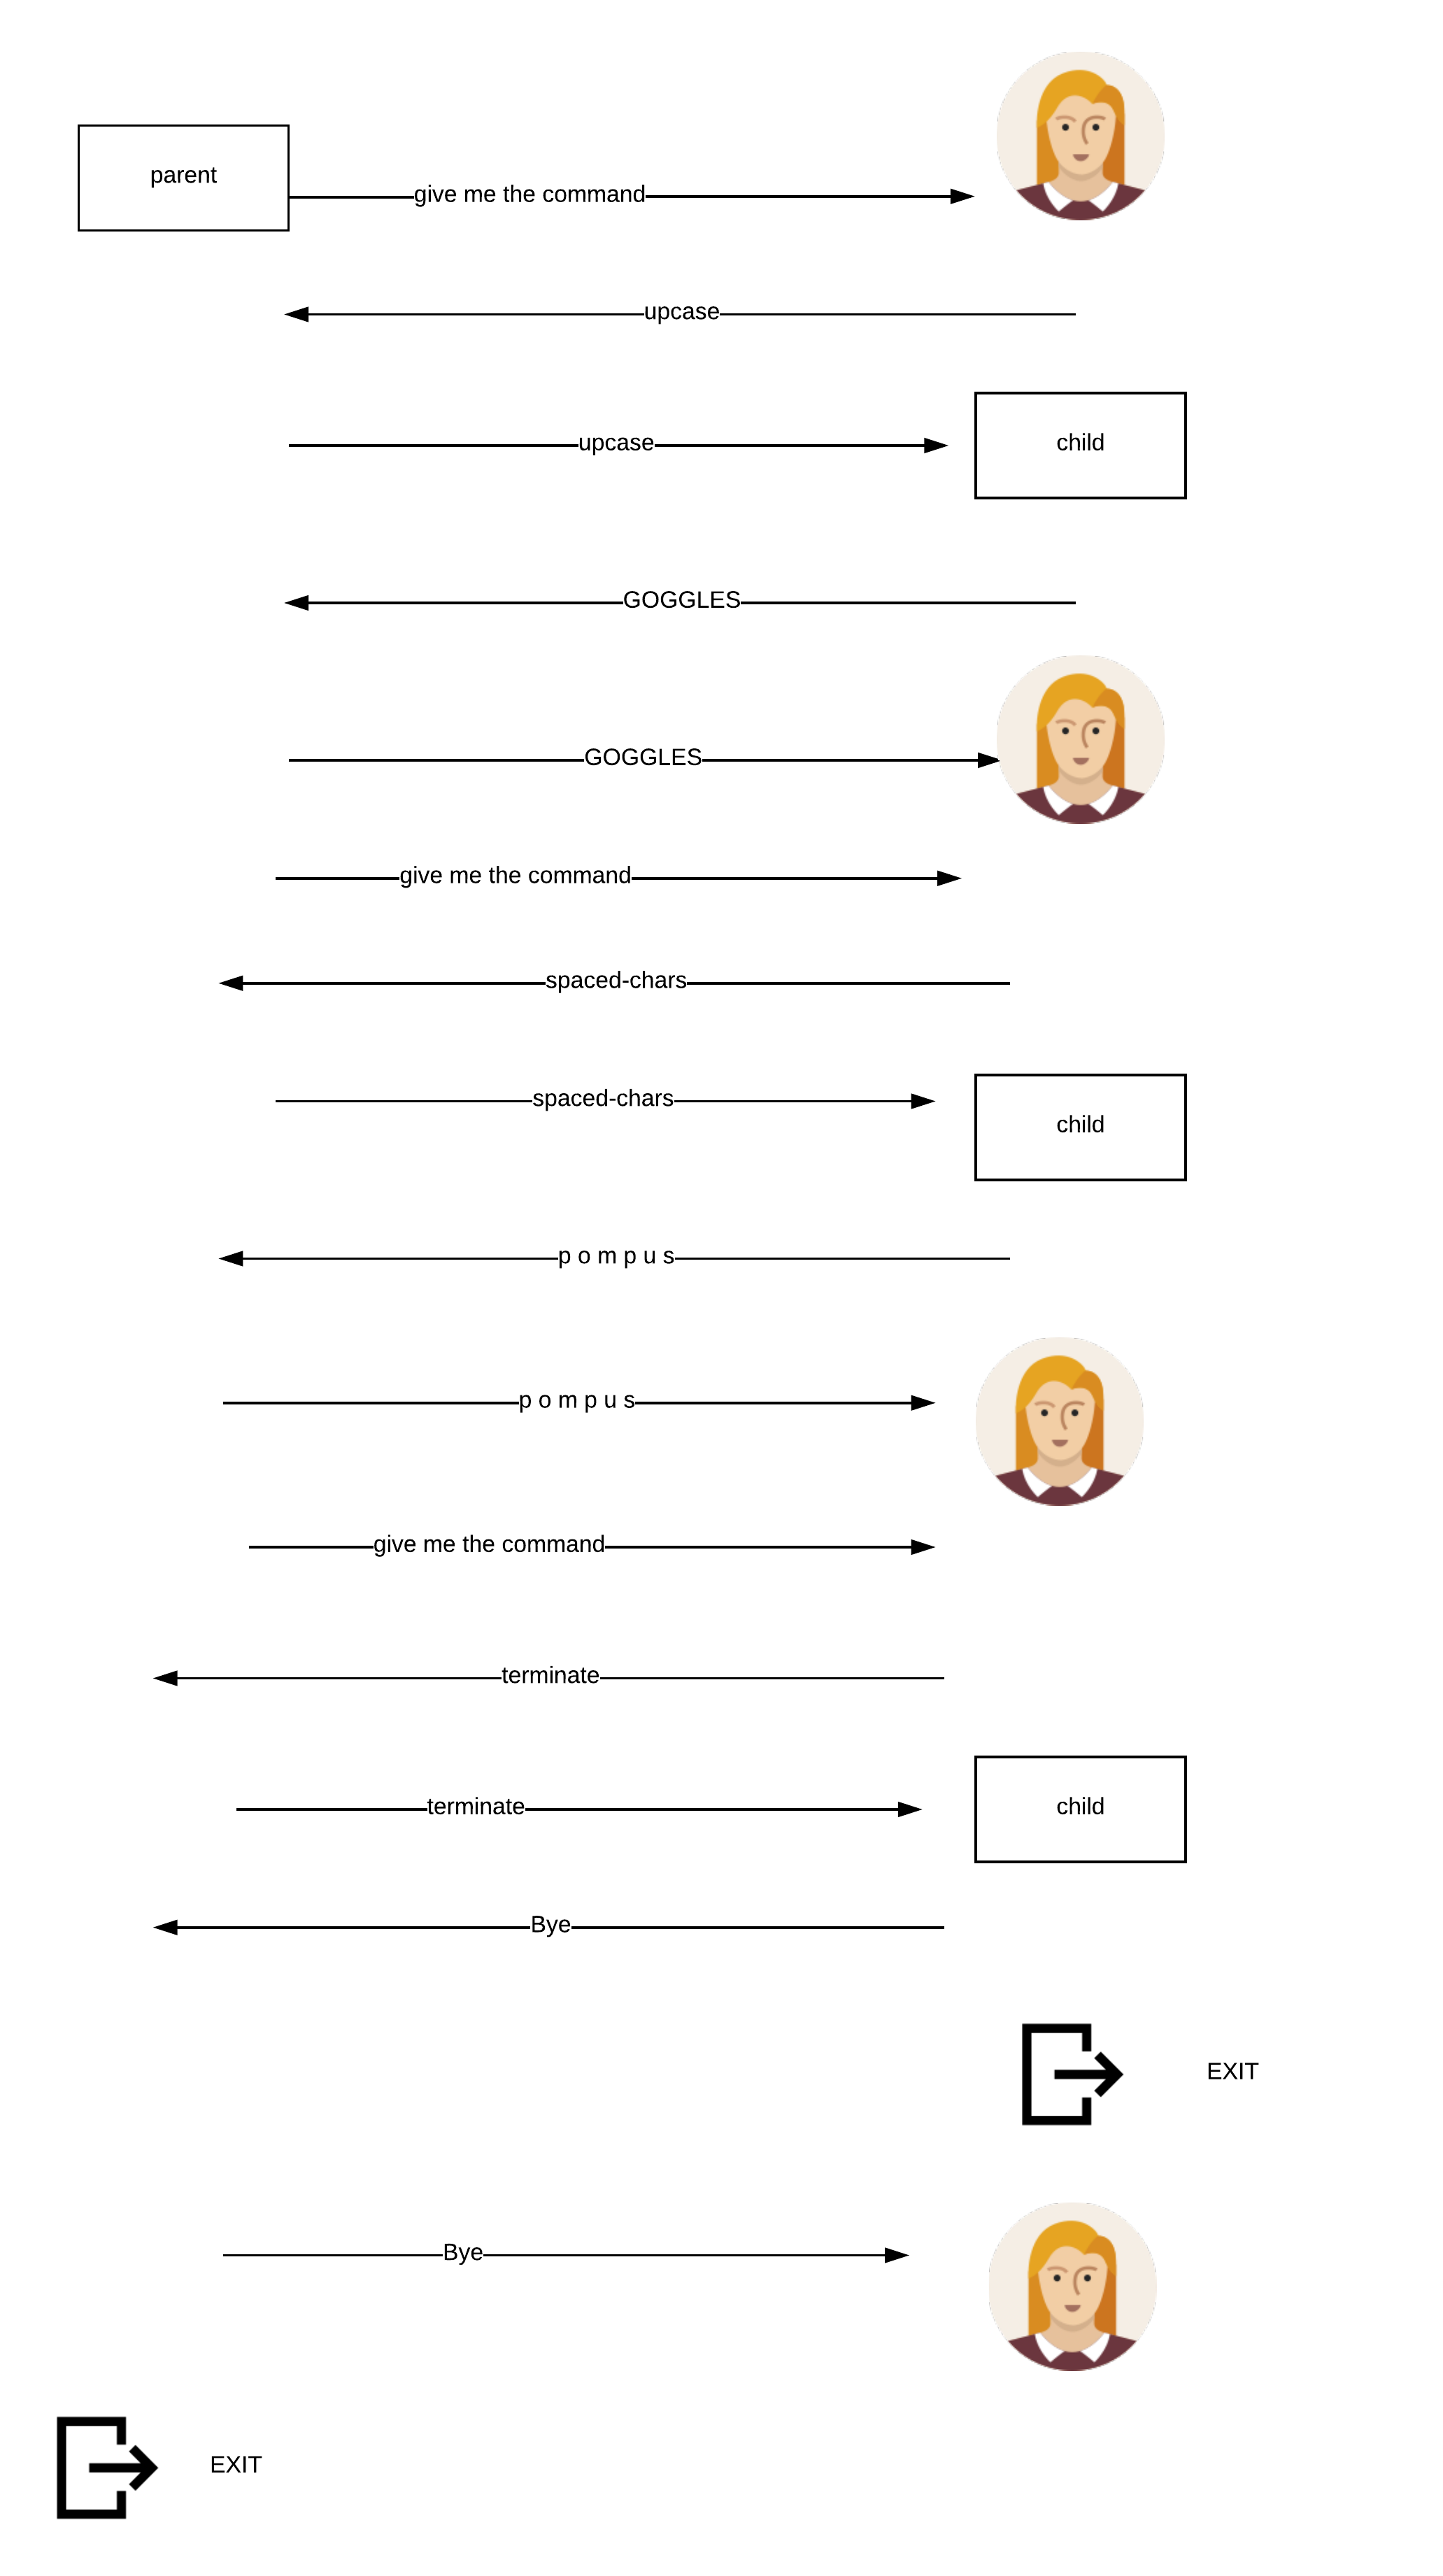 parent
give me the command
upcase
upcase
child
GOGGLES
GOGGLES
give me the command
spaced-chars
spaced-chars
child
p o m p u s
p o m p u s
give me the command
terminate
terminate
child
Bye
EXIT
Bye
EXIT